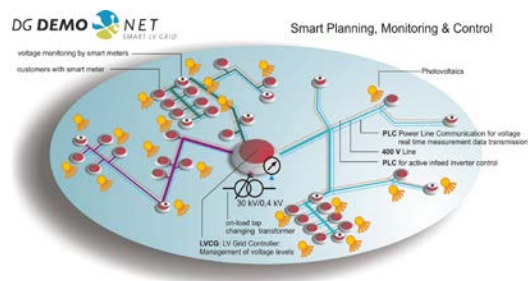 DG DEMO NET
SMART LV GRID
Smart Planning, Monitoring & Control
voltage monitoring by smart meters
customers with smart meter
Photovoltaics
PLC Power Line Communication for voltage
real time measurement data transmission
400 V Line
PLC for active infeed inverter control
30 kV/0,4 kV
on-load tap
changing transformer
LVCG: LV Grid Controller:
Management of voltage levels